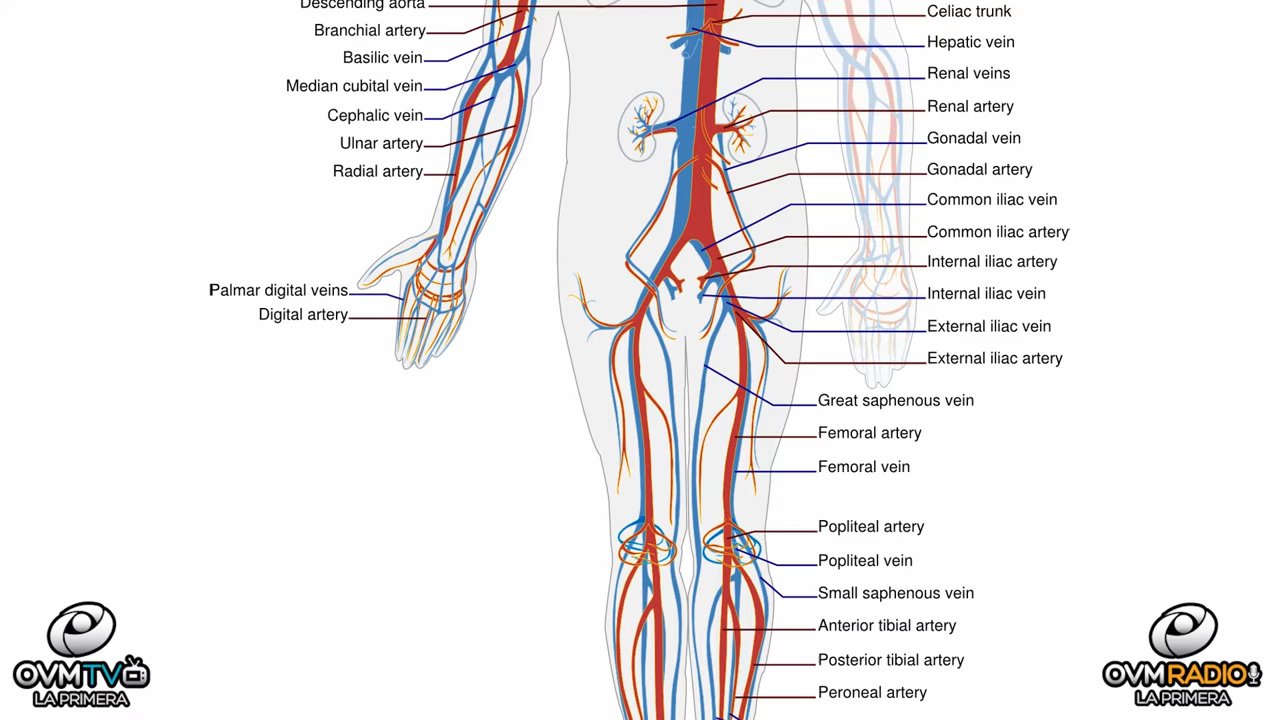 Descending aorta
Branchial artery
Basilic vein
Median cubital vein
Cephalic vein
Ulnar artery
Radial artery
Palmar digital veins
Digital artery
Celiac trunk
Hepatic vein
Renal veins
Renal artery
Gonadal vein
Gonadal artery
Common iliac vein
Common iliac artery
Internal iliac artery
Internal iliac vein
External iliac vein
External iliac artery
Great saphenous vein
Femoral artery
Femoral vein
Popliteal artery
Popliteal vein
Small saphenous vein
Anterior tibial artery
Posterior tibial artery
Peroneal artery
OVMTV
LA PRIMERA
OVMRADIO
LA PRIMERA